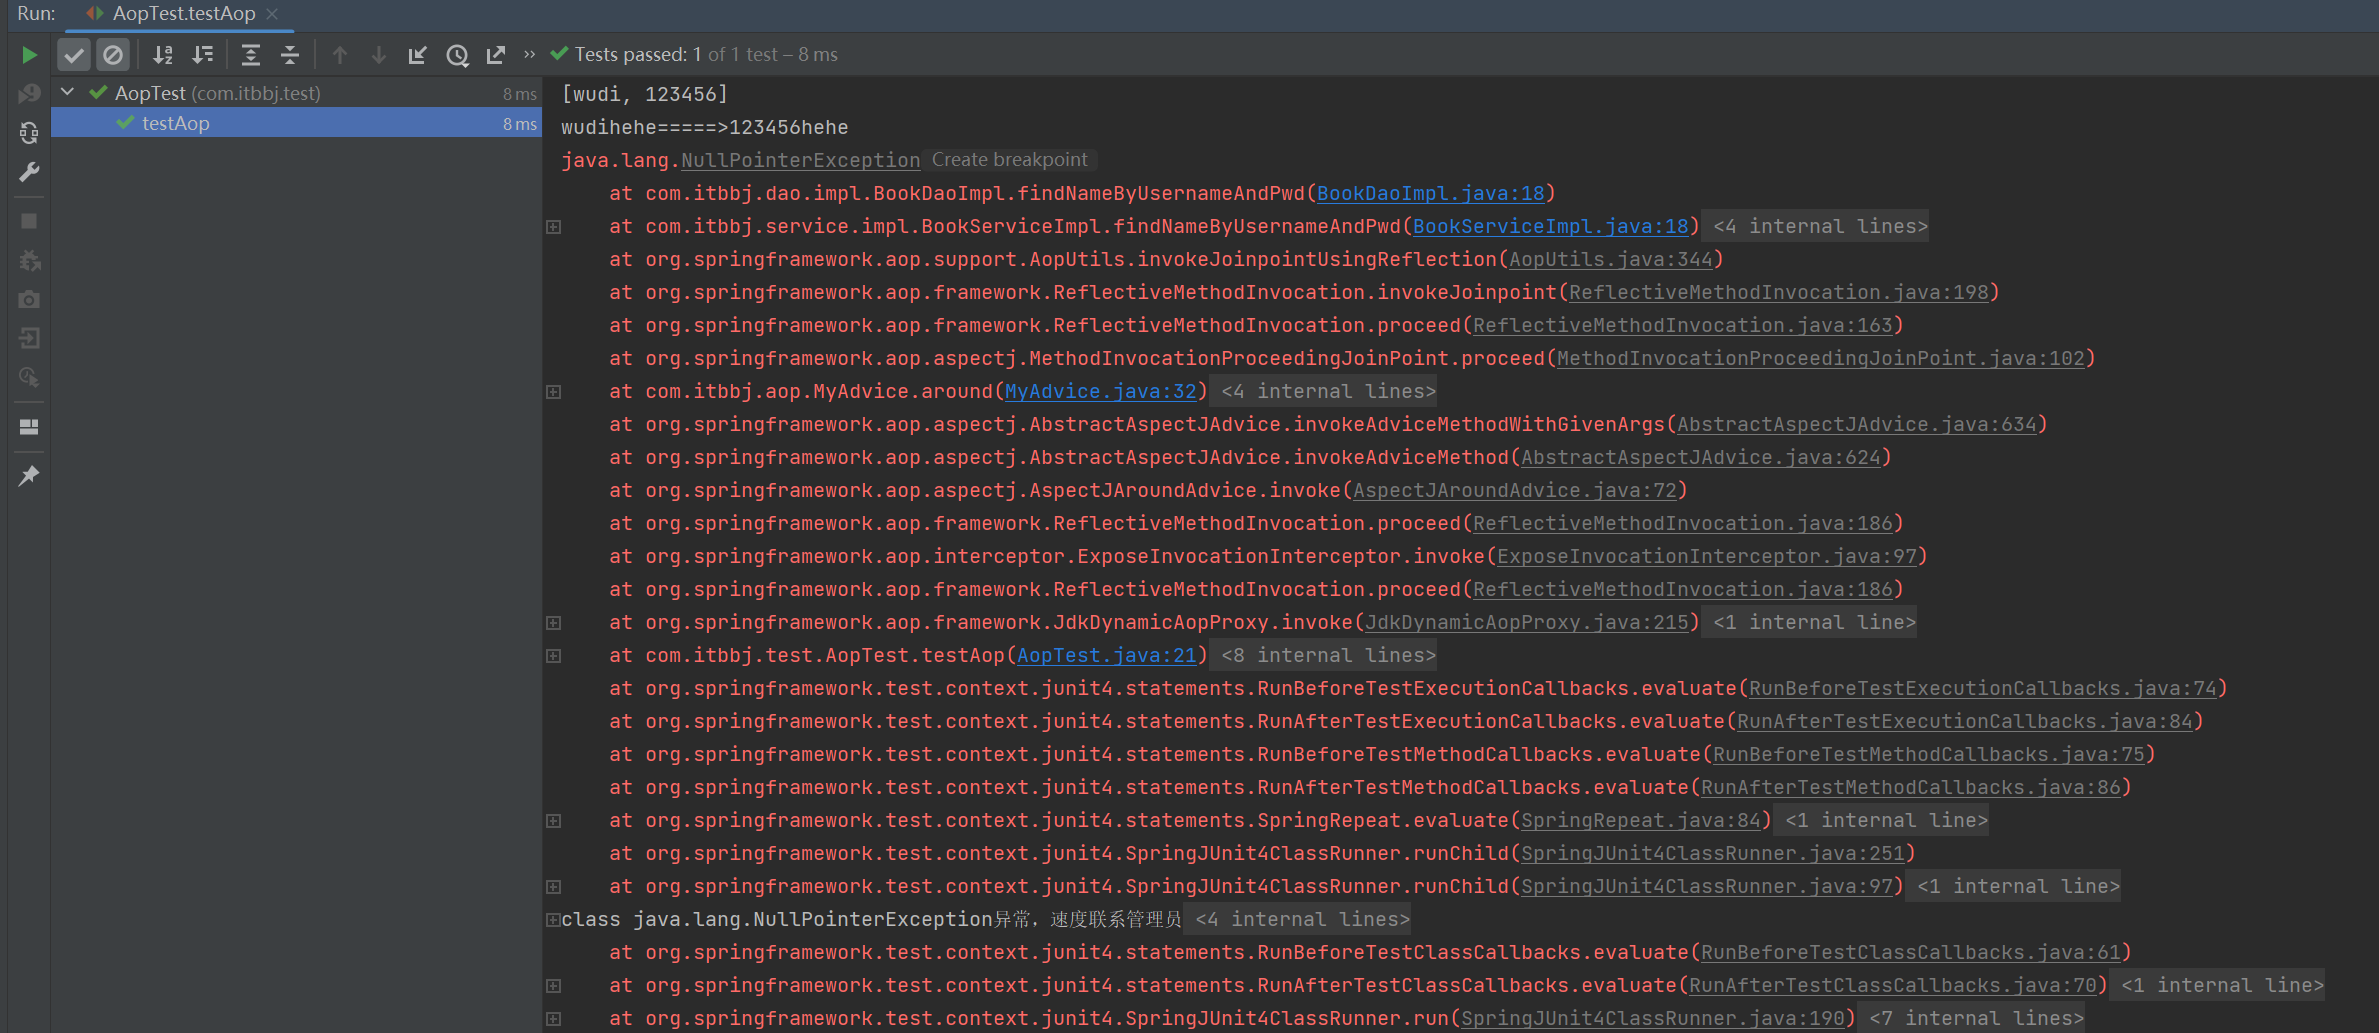 Run: AopTest.testAop
Tests passed: 1 of 1 test – 8 ms
AopTest (com.itbbj.test) 8 ms
testAop 8 ms
[wudi, 123456]
wudihehe=====>123456hehe
java.lang.NullPointerException Create breakpoint
at com.itbbj.dao.impl.BookDaoImpl.findNameByUsernameAndPwd(BookDaoImpl.java:18)
at com.itbbj.service.impl.BookServiceImpl.findNameByUsernameAndPwd(BookServiceImpl.java:18) <4 internal lines>
at org.springframework.aop.support.AopUtils.invokeJoinpointUsingReflection(AopUtils.java:344)
at org.springframework.aop.framework.ReflectiveMethodInvocation.invokeJoinpoint(ReflectiveMethodInvocation.java:198)
at org.springframework.aop.framework.ReflectiveMethodInvocation.proceed(ReflectiveMethodInvocation.java:163)
at org.springframework.aop.aspectj.MethodInvocationProceedingJoinPoint.proceed(MethodInvocationProceedingJoinPoint.java:102)
at com.itbbj.aop.MyAdvice.around(MyAdvice.java:32) <4 internal lines>
at org.springframework.aop.aspectj.AbstractAspectJAdvice.invokeAdviceMethodWithGivenArgs(AbstractAspectJAdvice.java:634)
at org.springframework.aop.aspectj.AbstractAspectJAdvice.invokeAdviceMethod(AbstractAspectJAdvice.java:624)
at org.springframework.aop.aspectj.AspectJAroundAdvice.invoke(AspectJAroundAdvice.java:72)
at org.springframework.aop.framework.ReflectiveMethodInvocation.proceed(ReflectiveMethodInvocation.java:186)
at org.springframework.aop.interceptor.ExposeInvocationInterceptor.invoke(ExposeInvocationInterceptor.java:97)
at org.springframework.aop.framework.ReflectiveMethodInvocation.proceed(ReflectiveMethodInvocation.java:186)
at org.springframework.aop.framework.JdkDynamicAopProxy.invoke(JdkDynamicAopProxy.java:215) <1 internal line>
at com.itbbj.test.AopTest.testAop(AopTest.java:21) <8 internal lines>
at org.springframework.test.context.junit4.statements.RunBeforeTestExecutionCallbacks.evaluate(RunBeforeTestExecutionCallbacks.java:74)
at org.springframework.test.context.junit4.statements.RunAfterTestExecutionCallbacks.evaluate(RunAfterTestExecutionCallbacks.java:84)
at org.springframework.test.context.junit4.statements.RunBeforeTestMethodCallbacks.evaluate(RunBeforeTestMethodCallbacks.java:75)
at org.springframework.test.context.junit4.statements.RunAfterTestMethodCallbacks.evaluate(RunAfterTestMethodCallbacks.java:86)
at org.springframework.test.context.junit4.statements.SpringRepeat.evaluate(SpringRepeat.java:84) <1 internal line>
at org.springframework.test.context.junit4.SpringJUnit4ClassRunner.runChild(SpringJUnit4ClassRunner.java:251)
at org.springframework.test.context.junit4.SpringJUnit4ClassRunner.runChild(SpringJUnit4ClassRunner.java:97) <1 internal line>
class java.lang.NullPointerException异常，速度联系管理员 <4 internal lines>
at org.springframework.test.context.junit4.statements.RunBeforeTestClassCallbacks.evaluate(RunBeforeTestClassCallbacks.java:61)
at org.springframework.test.context.junit4.statements.RunAfterTestClassCallbacks.evaluate(RunAfterTestClassCallbacks.java:70) <1 internal line>
at org.springframework.test.context.junit4.SpringJUnit4ClassRunner.run(SpringJUnit4ClassRunner.java:190) <7 internal lines>